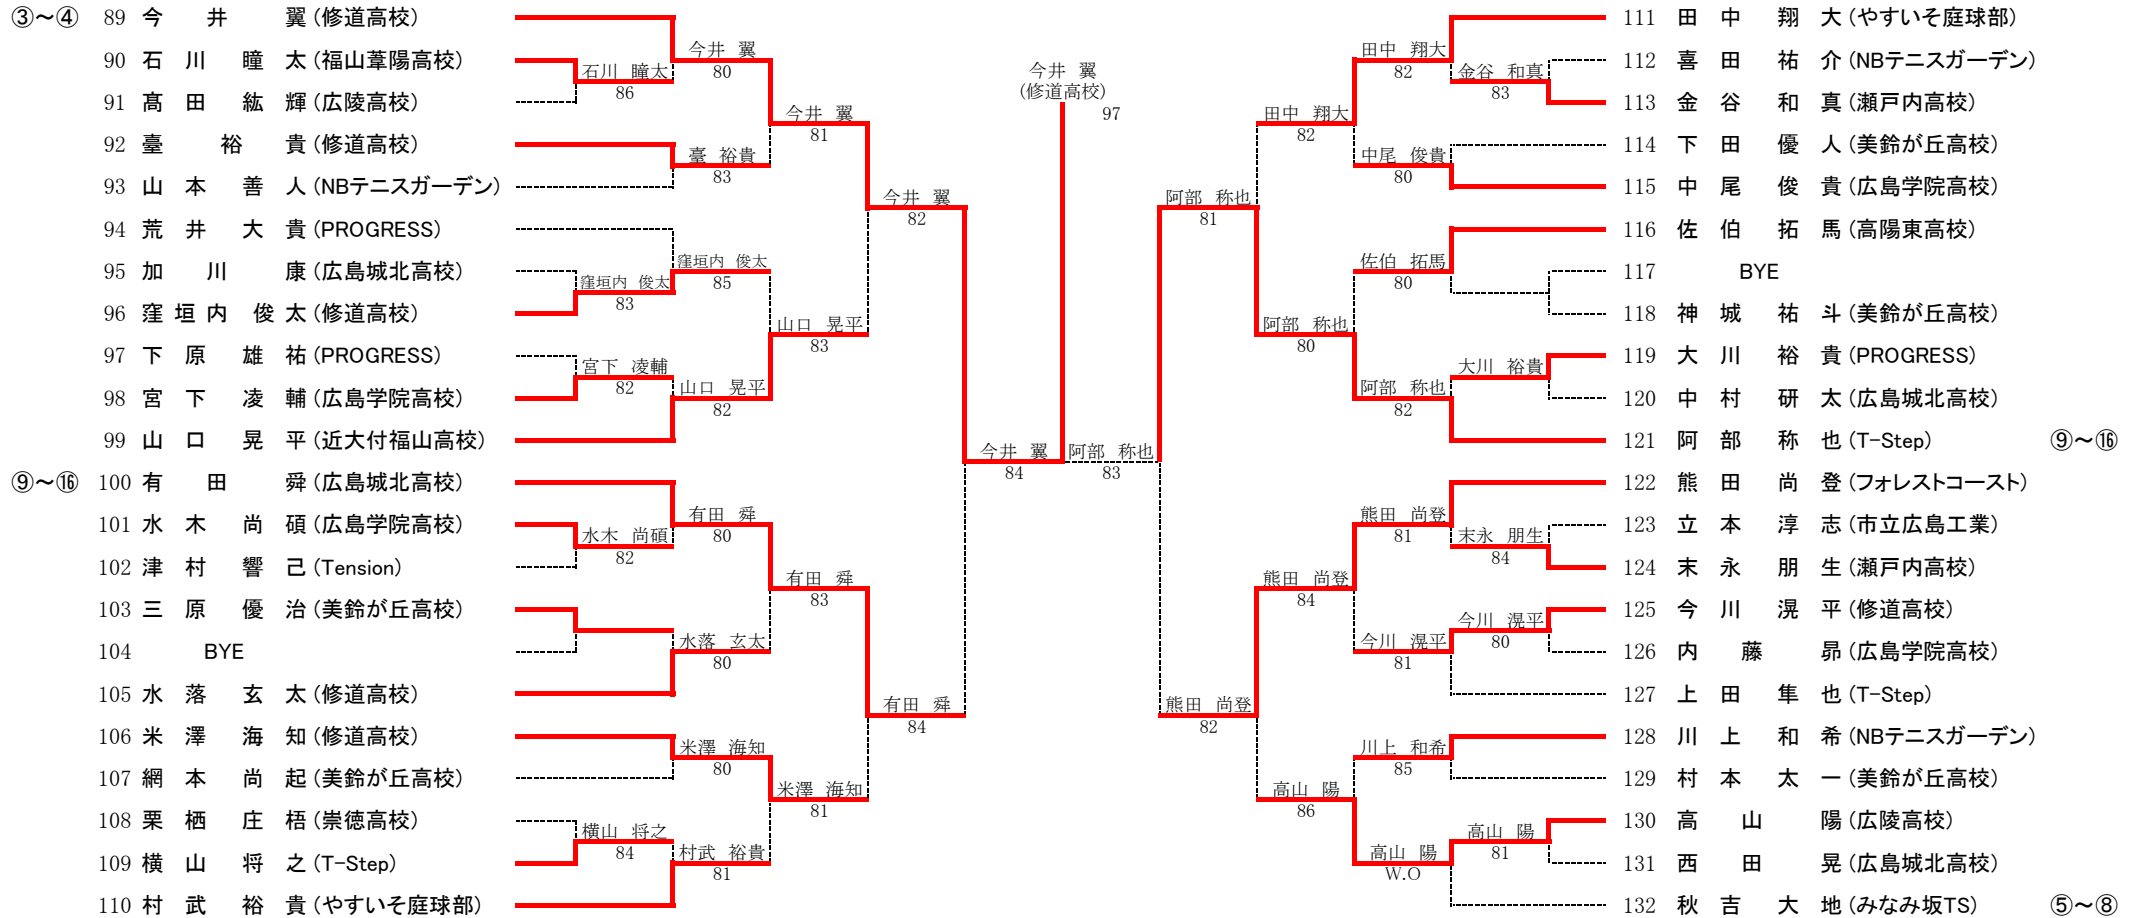 ③～④ 89 今井 翼 (修道高校)
90 石川 瞳太 (福山葦陽高校)
91 髙田 紘輝 (広陵高校)
92 臺 裕貴 (修道高校)
93 山本 善人 (NBテニスガーデン)
94 荒井 大貴 (PROGRESS)
95 加川 康 (広島城北高校)
96 窪垣内 俊太 (修道高校)
97 下原 雄祐 (PROGRESS)
98 宮下 凌輔 (広島学院高校)
99 山口 晃平 (近大付福山高校)
⑨～⑯ 100 有田 舜 (広島城北高校)
101 水木 尚碩 (広島学院高校)
102 津村 響己 (Tension)
103 三原 優治 (美鈴が丘高校)
104 BYE
105 水落 玄太 (修道高校)
106 米澤 海知 (修道高校)
107 網本 尚起 (美鈴が丘高校)
108 栗栖 庄梧 (崇徳高校)
109 横山 将之 (T-Step)
110 村武 裕貴 (やすいそ庭球部)
石川 瞳太
86
窪垣内 俊太
83
宮下 凌輔
82
水木 尚碩
82
横山 将之
84
今井 翼
80
臺 裕貴
83
窪垣内 俊太
85
山口 晃平
82
有田 舜
80
水落 玄太
80
米澤 海知
80
村武 裕貴
81
今井 翼
81
山口 晃平
83
有田 舜
83
米澤 海知
81
今井 翼
82
有田 舜
84
今井 翼
84
今井 翼
(修道高校)
97
阿部 称也
83
阿部 称也
81
熊田 尚登
82
田中 翔大
82
阿部 称也
80
熊田 尚登
84
高山 陽
86
田中 翔大
82
中尾 俊貴
80
佐伯 拓馬
80
阿部 称也
82
熊田 尚登
81
今川 滉平
81
川上 和希
85
高山 陽
W.O
金谷 和真
83
大川 裕貴
末永 朋生
84
今川 滉平
80
高山 陽
81
111 田中 翔大 (やすいそ庭球部)
112 喜田 祐介 (NBテニスガーデン)
113 金谷 和真 (瀬戸内高校)
114 下田 優人 (美鈴が丘高校)
115 中尾 俊貴 (広島学院高校)
116 佐伯 拓馬 (高陽東高校)
117 BYE
118 神城 祐斗 (美鈴が丘高校)
119 大川 裕貴 (PROGRESS)
120 中村 研太 (広島城北高校)
121 阿部 称也 (T-Step) ⑨～⑯
122 熊田 尚登 (フォレストコースト)
123 立本 淳志 (市立広島工業)
124 末永 朋生 (瀬戸内高校)
125 今川 滉平 (修道高校)
126 内藤 昴 (広島学院高校)
127 上田 隼也 (T-Step)
128 川上 和希 (NBテニスガーデン)
129 村本 太一 (美鈴が丘高校)
130 高山 陽 (広陵高校)
131 西田 晃 (広島城北高校)
132 秋吉 大地 (みなみ坂TS) ⑤～⑧